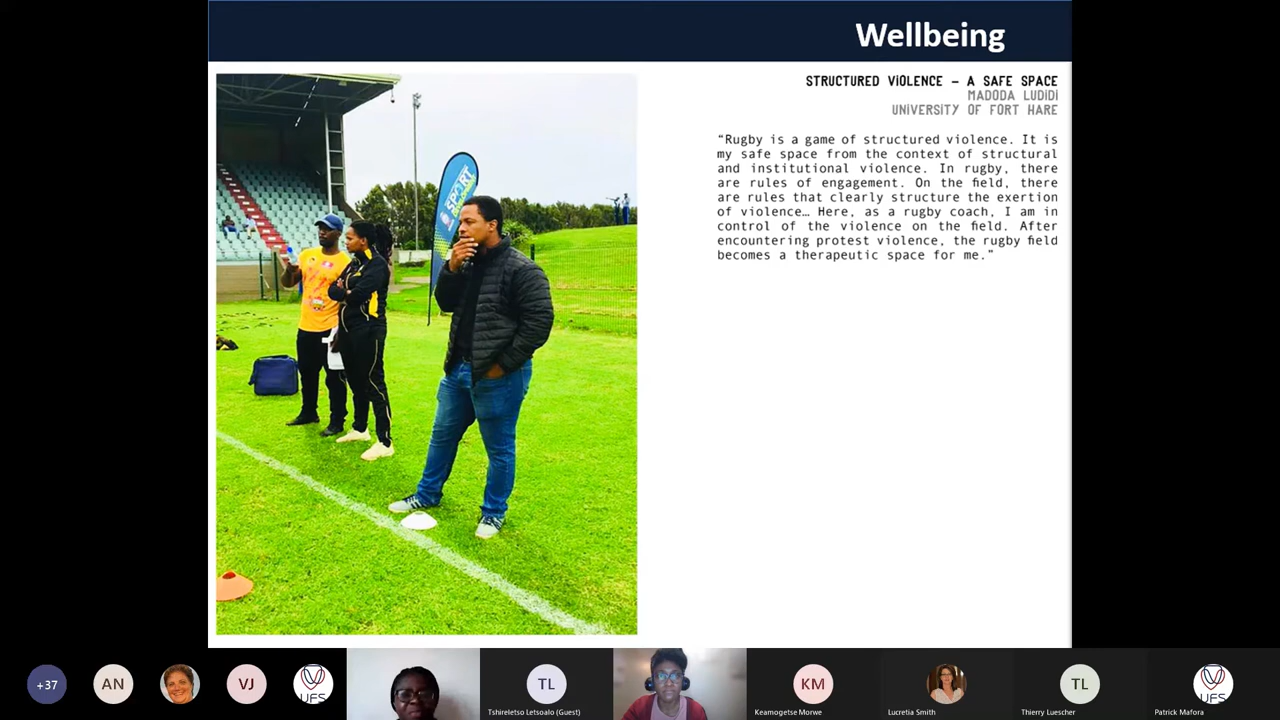 Wellbeing
STRUCTURED VIOLENCE – A SAFE SPACE
MADODA LUDIDI
UNIVERSITY OF FORT HARE
“Rugby is a game of structured violence. It is
my safe space from the context of structural
and institutional violence. In rugby, there
are rules of engagement. On the field, there
are rules that clearly structure the exertion
of violence… Here, as a rugby coach, I am in
control of the violence on the field. After
encountering protest violence, the rugby field
becomes a therapeutic space for me.”
SPORT
+37
AN
VJ
UFS
TL
Tshireletso Letsoalo (Guest)
KM
Keamogetse Morwe
Lucretia Smith
TL
Thierry Luescher
UFS
Patrick Mafora